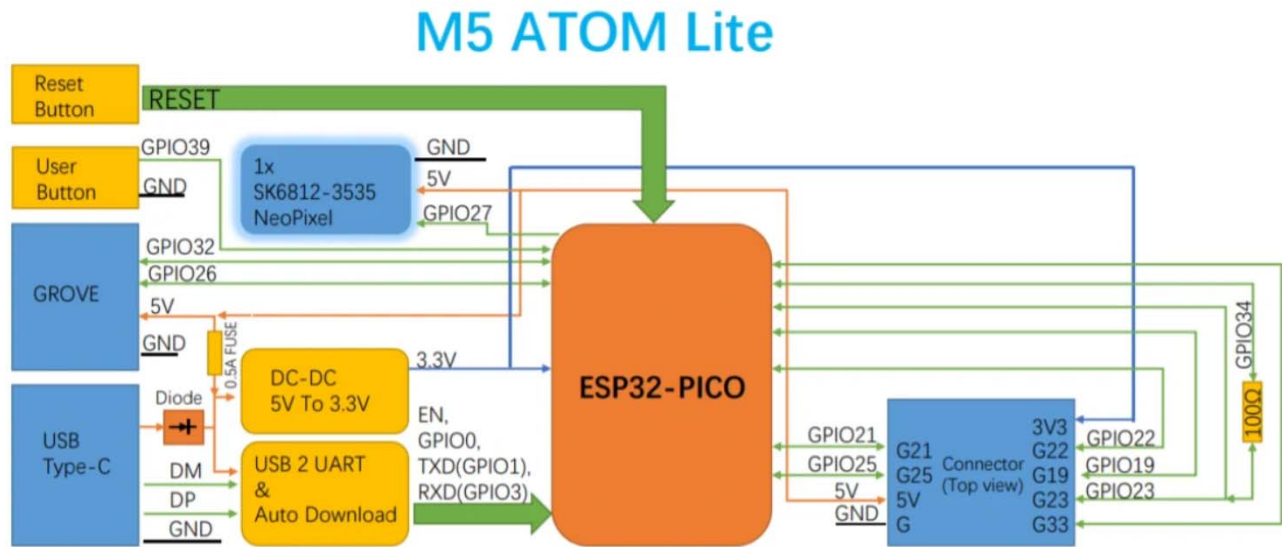 M5 ATOM Lite
Reset
Button
RESET
User
Button
GPIO39
GND
1x
SK6812-3535
NeoPixel
GND
5V
GPIO27
GROVE
GPIO32
GPIO26
5V
GND
0.5A FUSE
DC-DC
5V To 3.3V
3.3V
USB
Type-C
Diode
DM
DP
GND
USB 2 UART
&
Auto Download
EN,
GPIO0,
TXD(GPIO1),
RXD(GPIO3)
ESP32-PICO
GPIO21
GPIO25
5V
GND
G21
G25
5V
G
Connector
(Top view)
3V3
G22
G19
G23
G33
GPIO22
GPIO19
GPIO23
GPIO34
100Ω